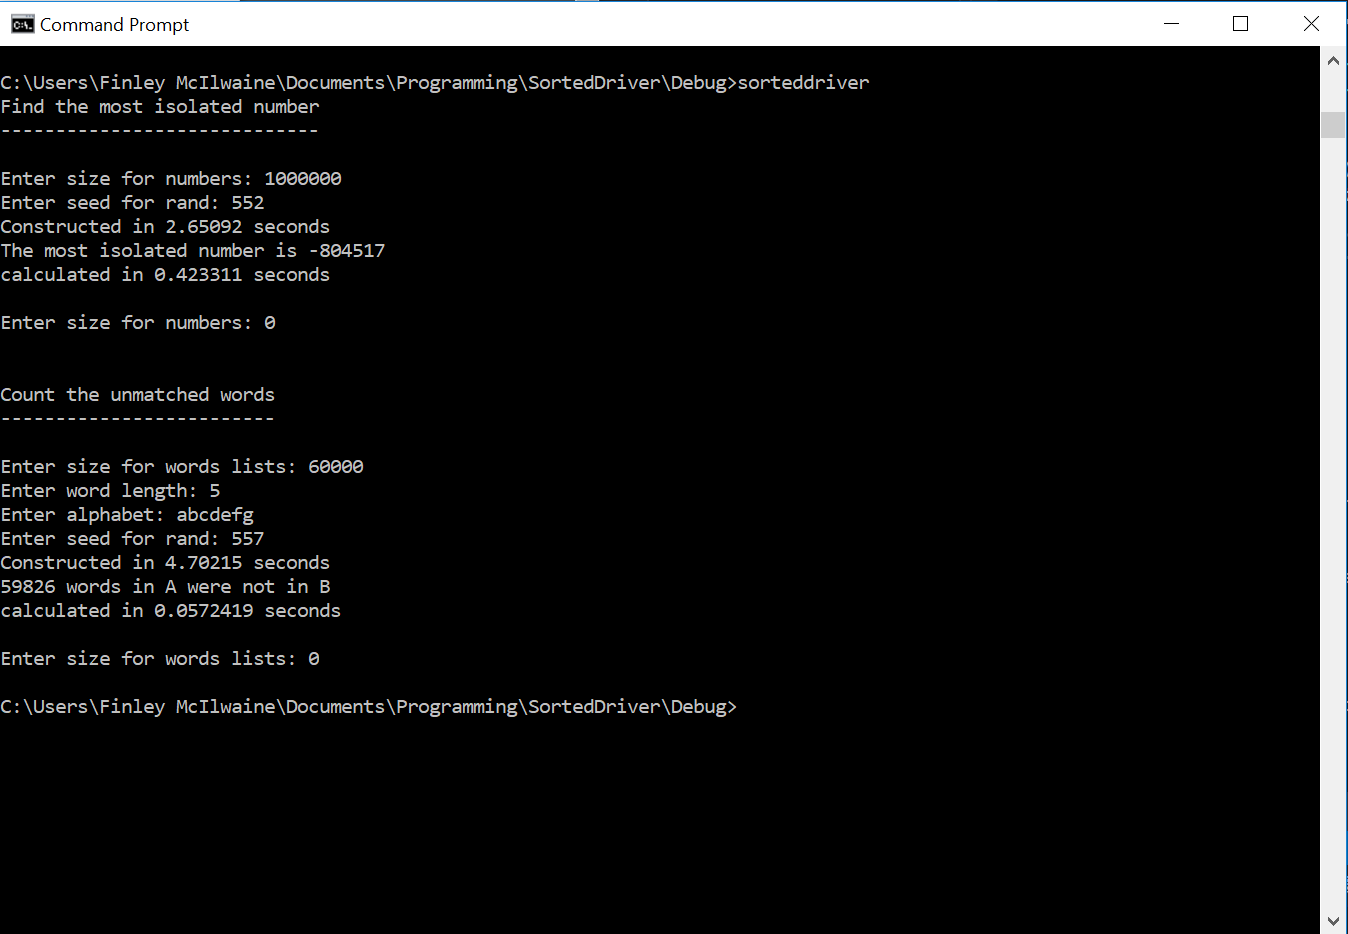 Command Prompt
C:\Users\Finley McIlwaine\Documents\Programming\SortedDriver\Debug>sorteddriver
Find the most isolated number
-----------------------------
Enter size for numbers: 1000000
Enter seed for rand: 552
Constructed in 2.65092 seconds
The most isolated number is -804517
calculated in 0.423311 seconds
Enter size for numbers: 0
Count the unmatched words
-------------------------
Enter size for words lists: 60000
Enter word length: 5
Enter alphabet: abcdefg
Enter seed for rand: 557
Constructed in 4.70215 seconds
59826 words in A were not in B
calculated in 0.0572419 seconds
Enter size for words lists: 0
C:\Users\Finley McIlwaine\Documents\Programming\SortedDriver\Debug>